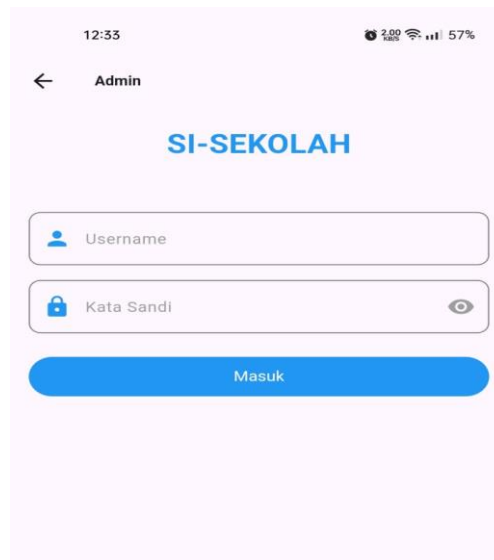 12:33 2.00 KB/S 57%
Admin
SI-SEKOLAH
Username
Kata Sandi
Masuk